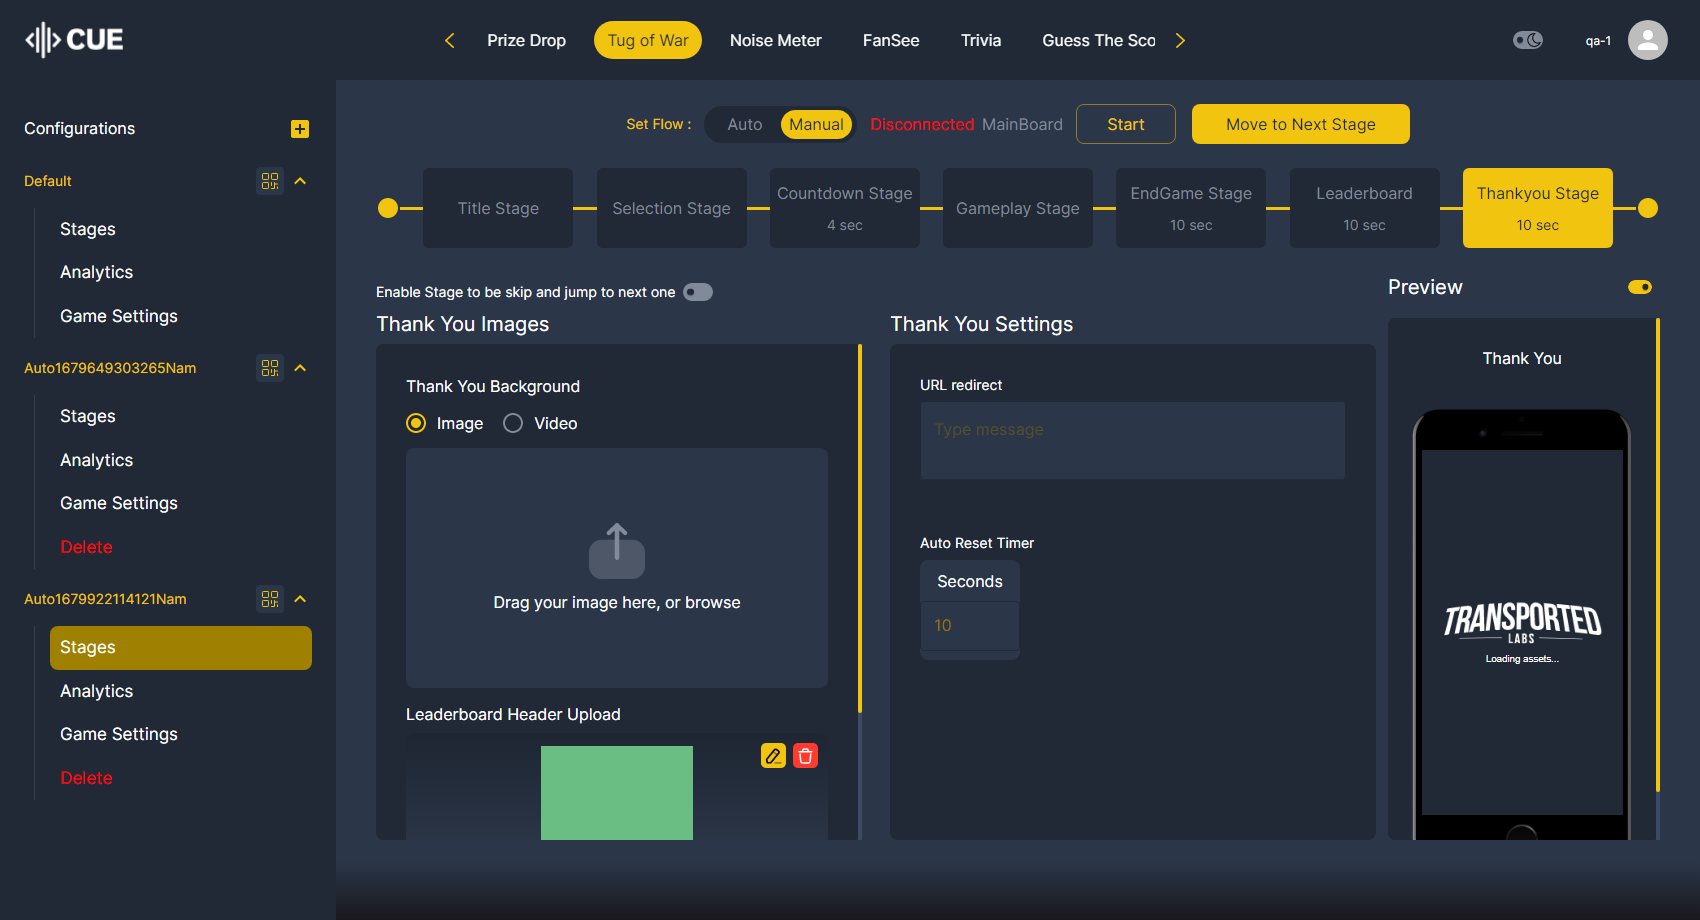 CUE
Prize Drop
Tug of War
Noise Meter
FanSee
Trivia
Guess The Sco
qa-1
Configurations
Default
Stages
Analytics
Game Settings
Auto1679649303265Nam
Stages
Analytics
Game Settings
Delete
Auto1679922114121Nam
Stages
Analytics
Game Settings
Delete
Set Flow :
Auto
Manual
Disconnected MainBoard
Start
Move to Next Stage
Title Stage
Selection Stage
Countdown Stage
4 sec
Gameplay Stage
EndGame Stage
10 sec
Leaderboard
10 sec
Thankyou Stage
10 sec
Enable Stage to be skip and jump to next one
Thank You Images
Thank You Background
Image
Video
Drag your image here, or browse
Leaderboard Header Upload
Thank You Settings
URL redirect
Type message
Auto Reset Timer
Seconds
10
Preview
Thank You
TRANSPORTED
LABS
Loading assets...